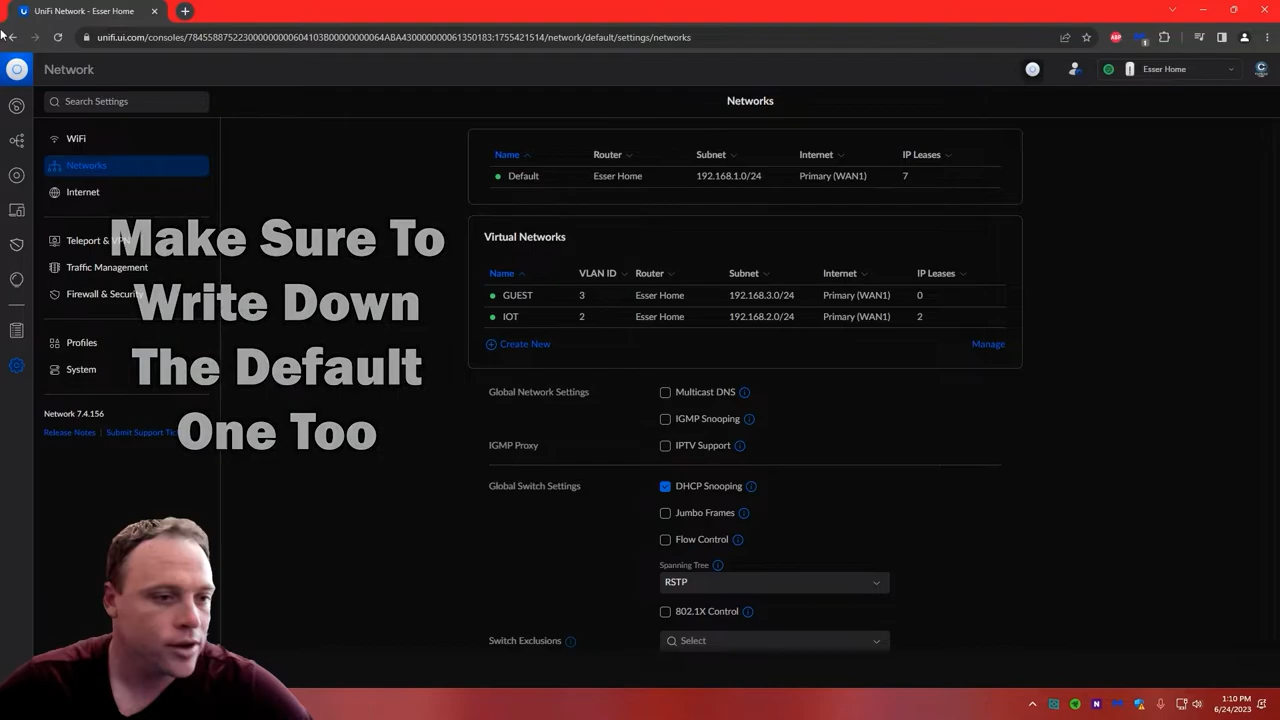 UniFi Network - Esser Home
unifi.ui.com/consoles/784558875223000000000604103B0000000064ABA4300000000061350183:1755421514/network/default/settings/networks
Network
Esser Home
Search Settings
Networks
WiFi
Networks
Internet
Teleport & VPN
Traffic Management
Firewall & Security
Profiles
System
Network 7.4.156
Release Notes | Submit Support Tic
Make Sure To
Write Down
The Default
One Too
Name Router Subnet Internet IP Leases
Default Esser Home 192.168.1.0/24 Primary (WAN1) 7
Virtual Networks
Name VLAN ID Router Subnet Internet IP Leases
GUEST 3 Esser Home 192.168.3.0/24 Primary (WAN1) 0
IOT 2 Esser Home 192.168.2.0/24 Primary (WAN1) 2
Create New Manage
Global Network Settings Multicast DNS
IGMP Snooping
IGMP Proxy IPTV Support
Global Switch Settings DHCP Snooping
Jumbo Frames
Flow Control
Spanning Tree
RSTP
802.1X Control
Switch Exclusions Select
1:10 PM
6/24/2023